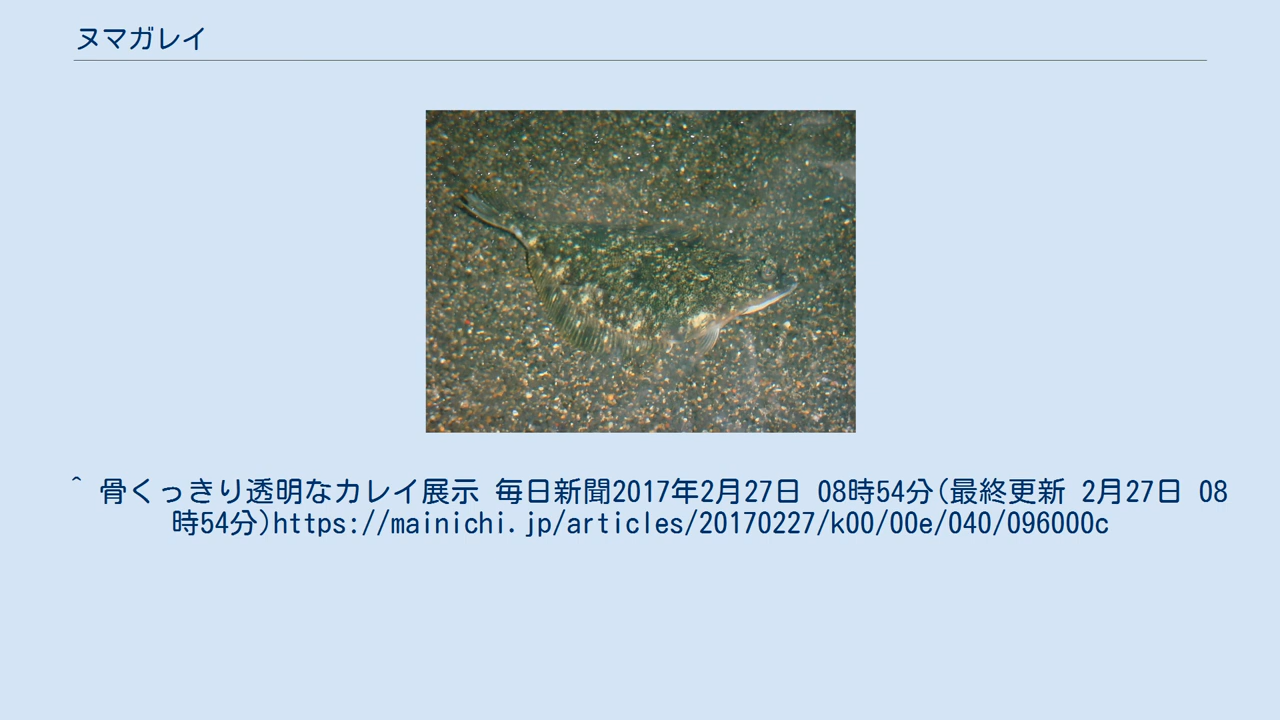 ヌマガレイ
^ 骨くっきり透明なカレイ展示 毎日新聞2017年2月27日 08時54分(最終更新 2月27日 08
時54分)https://mainichi.jp/articles/20170227/k00/00e/040/096000c